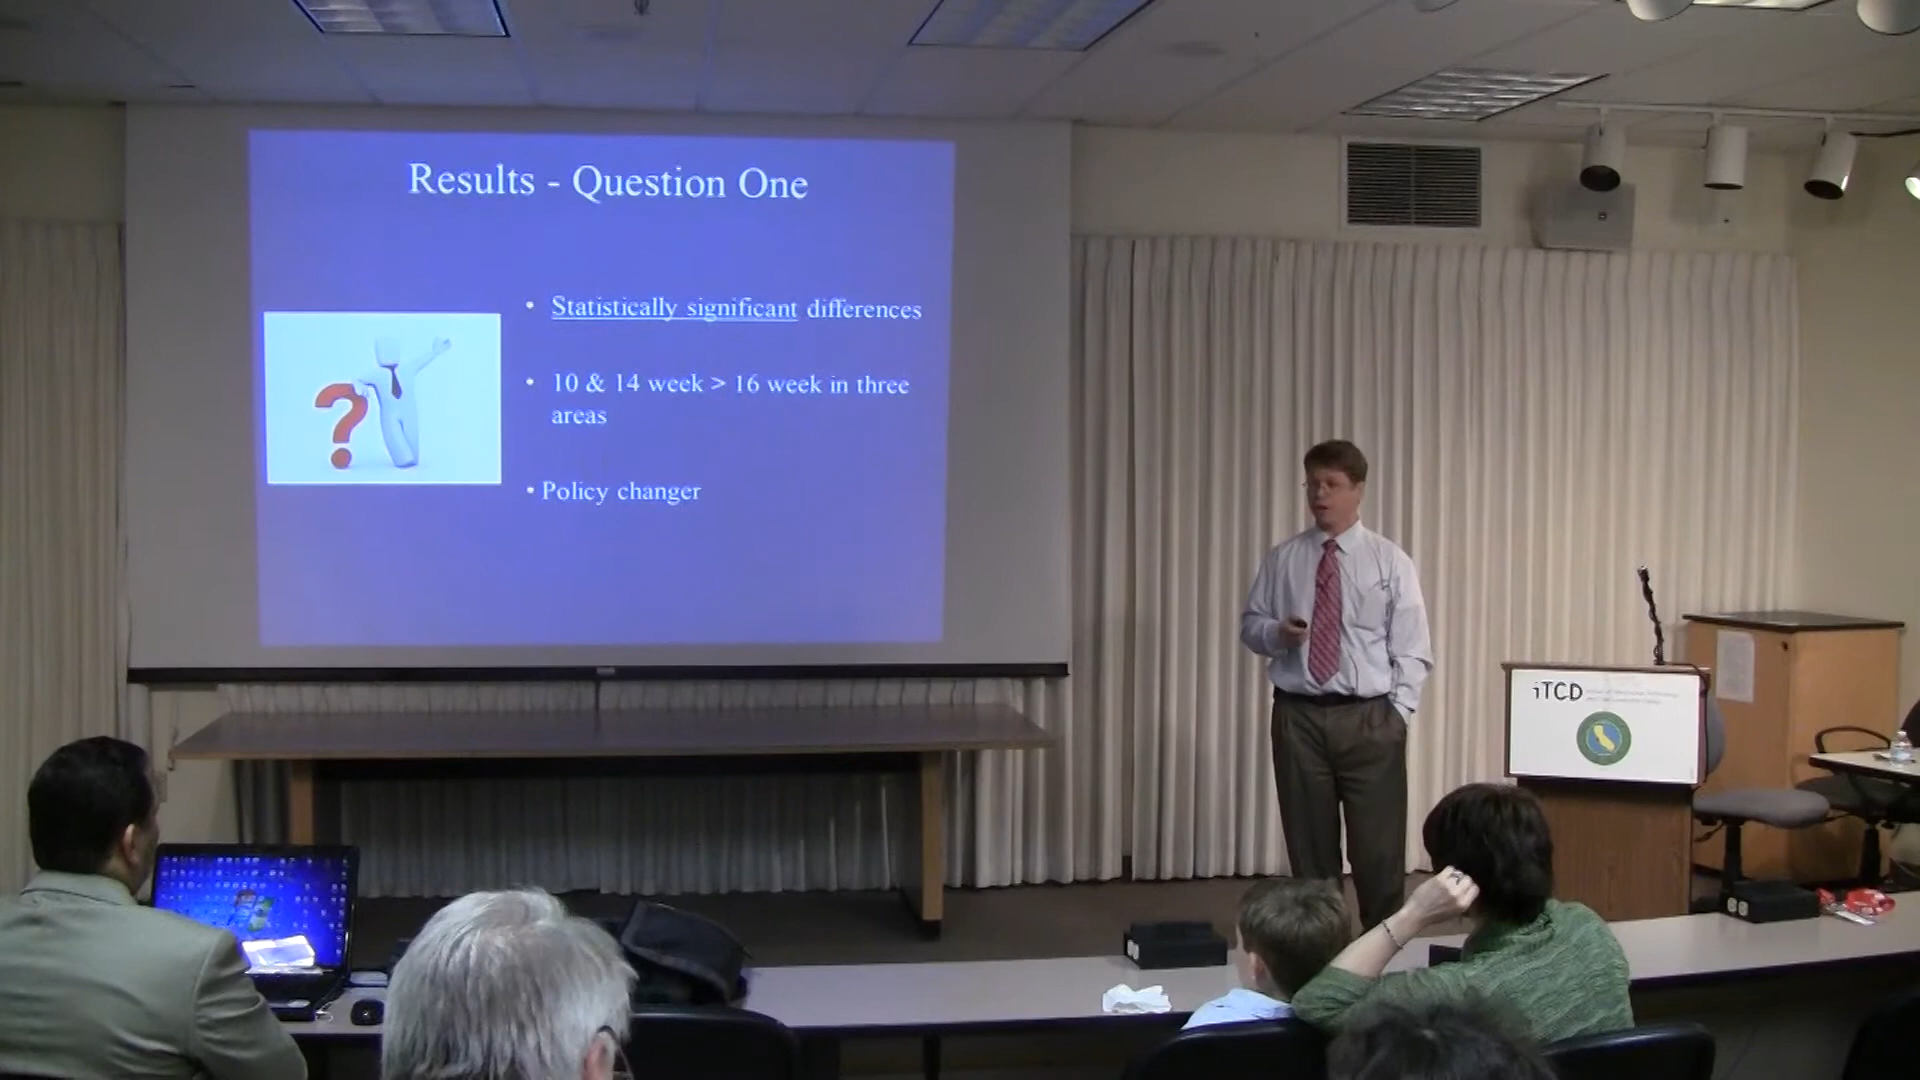 Results - Question One
• Statistically significant differences
• 10 & 14 week > 16 week in three
areas
• Policy changer
iTCD